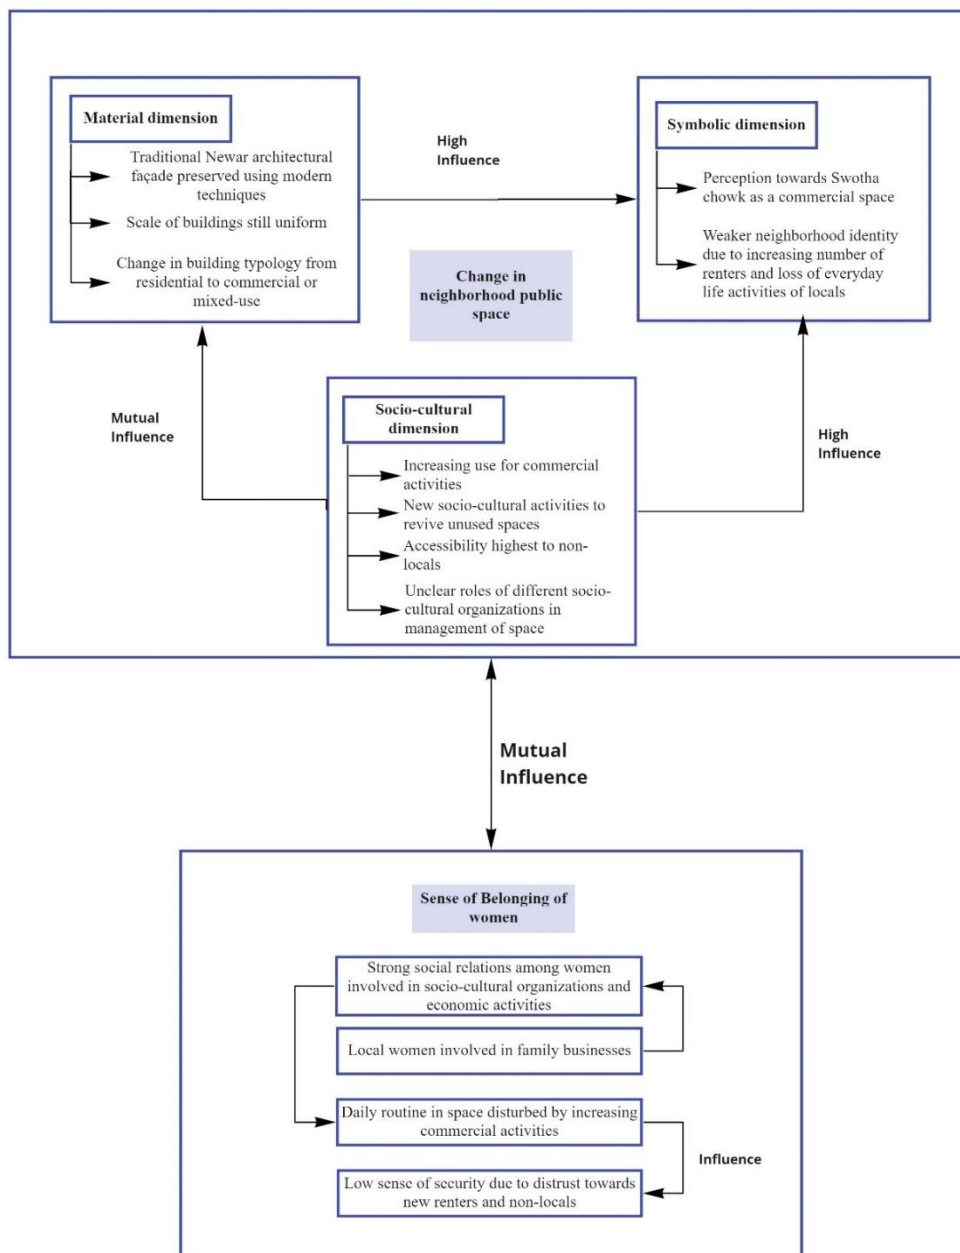 Material dimension
Traditional Newar architectural
façade preserved using modern
techniques
Scale of buildings still uniform
Change in building typology from
residential to commercial or
mixed-use
High
Influence
Symbolic dimension
Perception towards Swotha
chowk as a commercial space
Weaker neighborhood identity
due to increasing number of
renters and loss of everyday
life activities of locals
Change in
neighborhood public
space
Mutual
Influence
Socio-cultural
dimension
Increasing use for commercial
activities
New socio-cultural activities to
revive unused spaces
Accessibility highest to non-
locals
Unclear roles of different socio-
cultural organizations in
management of space
High
Influence
Mutual
Influence
Sense of Belonging of
women
Strong social relations among women
involved in socio-cultural organizations and
economic activities
Local women involved in family businesses
Daily routine in space disturbed by increasing
commercial activities
Influence
Low sense of security due to distrust towards
new renters and non-locals